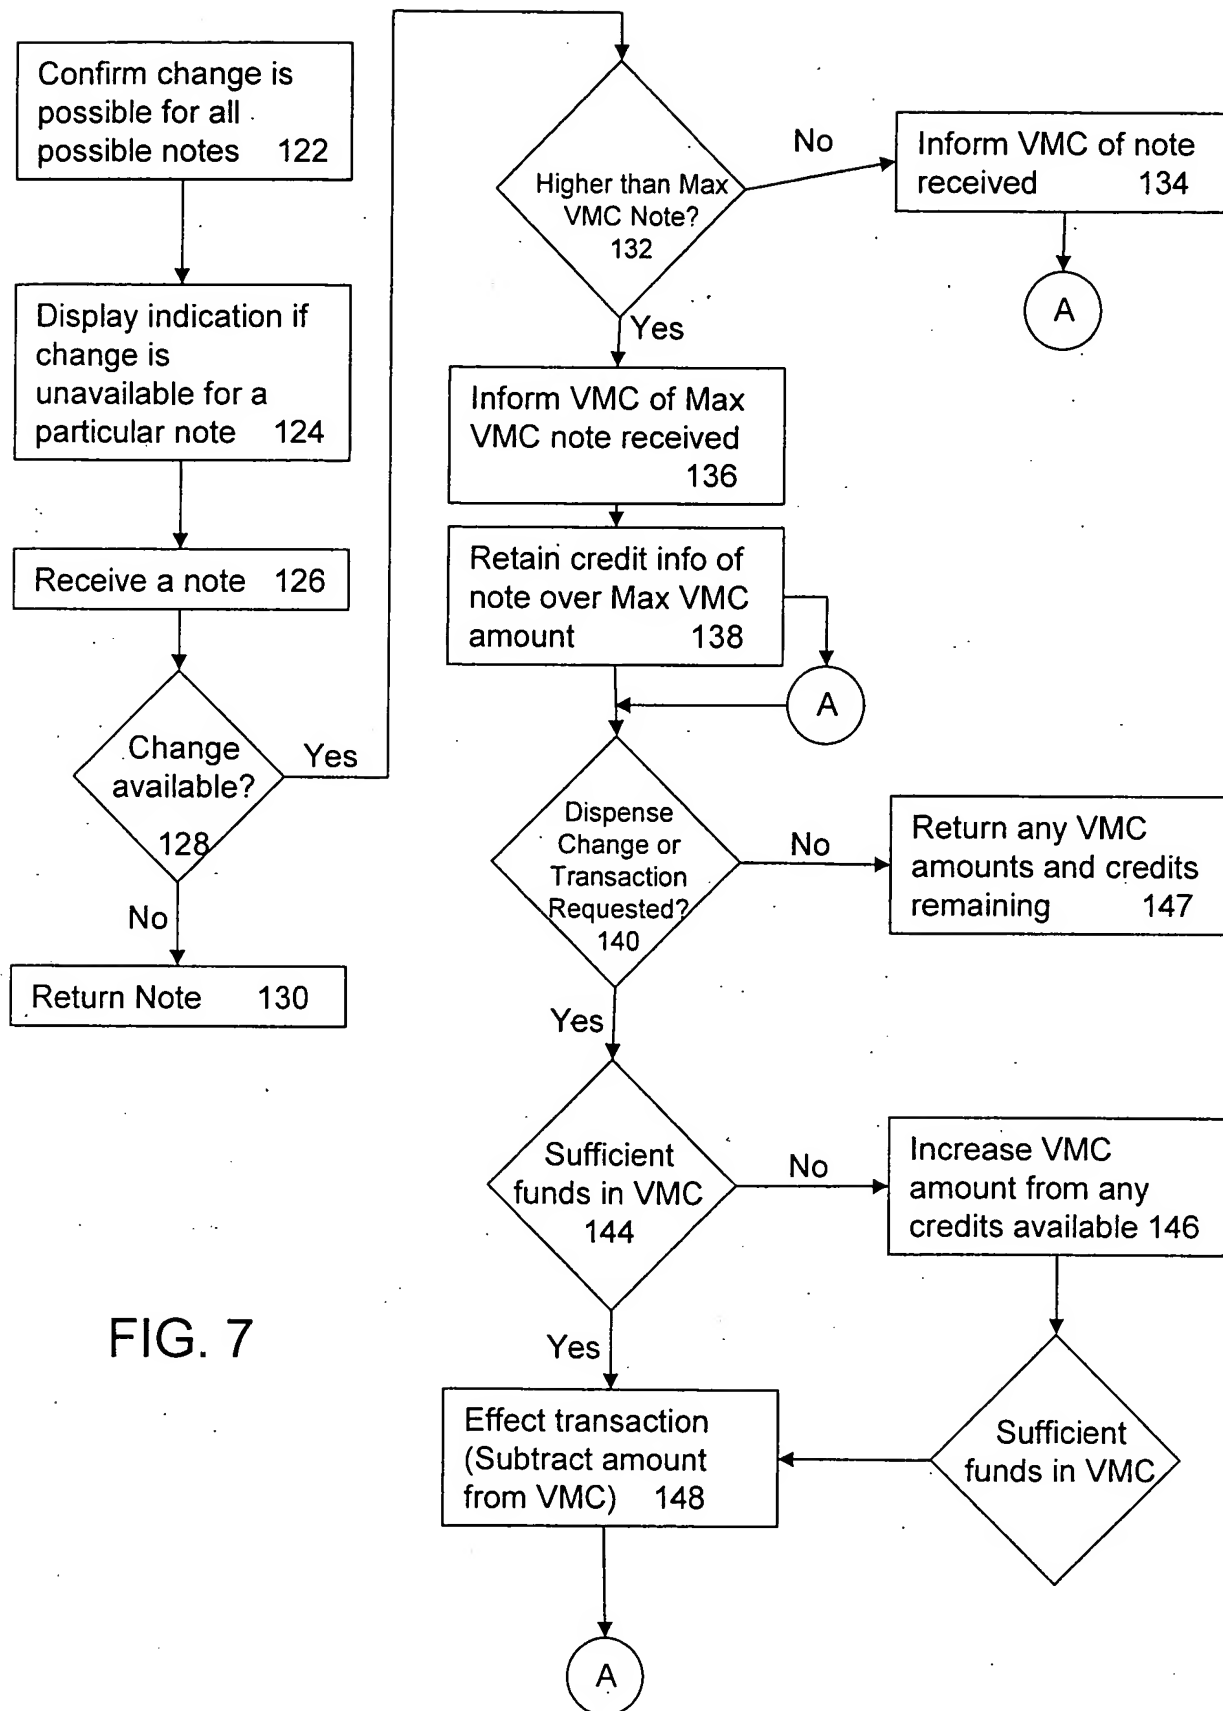 Confirm change is
possible for all
possible notes 122
Display indication if
change is
unavailable for a
particular note 124
Receive a note 126
Change
available?
128
Yes
No
Return Note 130
Higher than Max
VMC Note?
132
No
Inform VMC of note
received 134
A
Yes
Inform VMC of Max
VMC note received
136
Retain credit info of
note over Max VMC
amount 138
A
Dispense
Change or
Transaction
Requested?
140
No
Return any VMC
amounts and credits
remaining 147
Yes
Sufficient
funds in VMC
144
No
Increase VMC
amount from any
credits available 146
Yes
Sufficient
funds in VMC
Effect transaction
(Subtract amount
from VMC) 148
A
FIG. 7